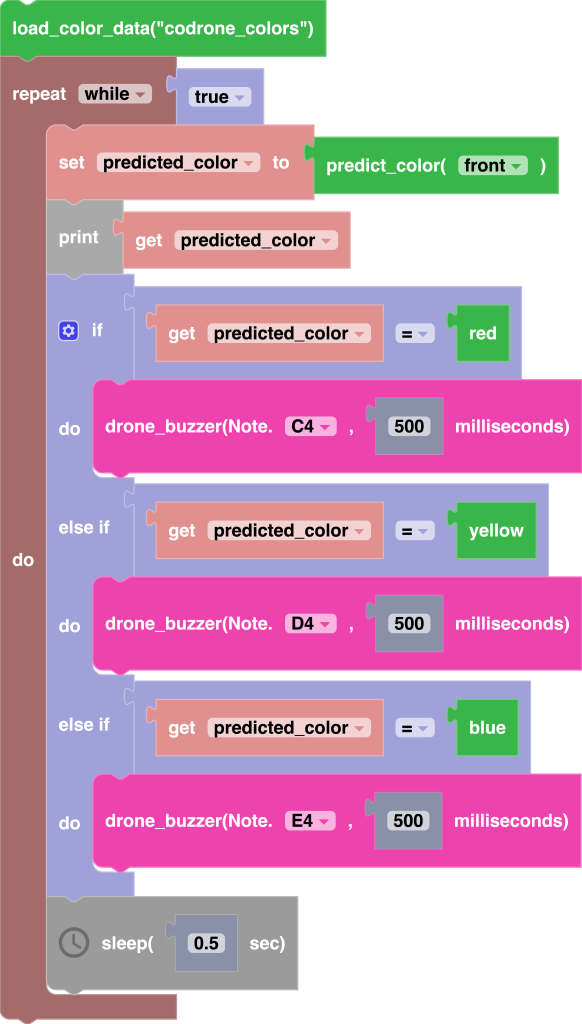 load_color_data("codrone_colors")
repeat while true
set predicted_color to predict_color( front )
print get predicted_color
if get predicted_color = red
do drone_buzzer(Note. C4 , 500 milliseconds)
else if get predicted_color = yellow
do
do drone_buzzer(Note. D4 , 500 milliseconds)
else if get predicted_color = blue
do drone_buzzer(Note. E4 , 500 milliseconds)
sleep( 0.5 sec)